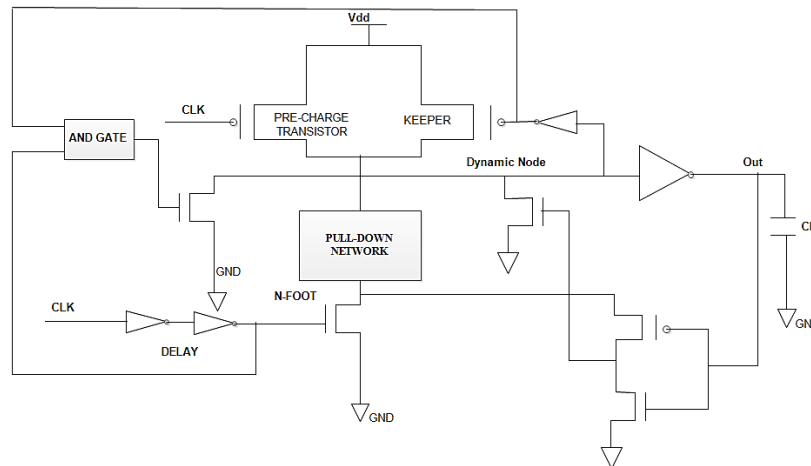 Vdd
CLK
PRE-CHARGE
TRANSISTOR
KEEPER
AND GATE
Dynamic Node
Out
PULL-DOWN
NETWORK
GND
N-FOOT
CLK
DELAY
GND